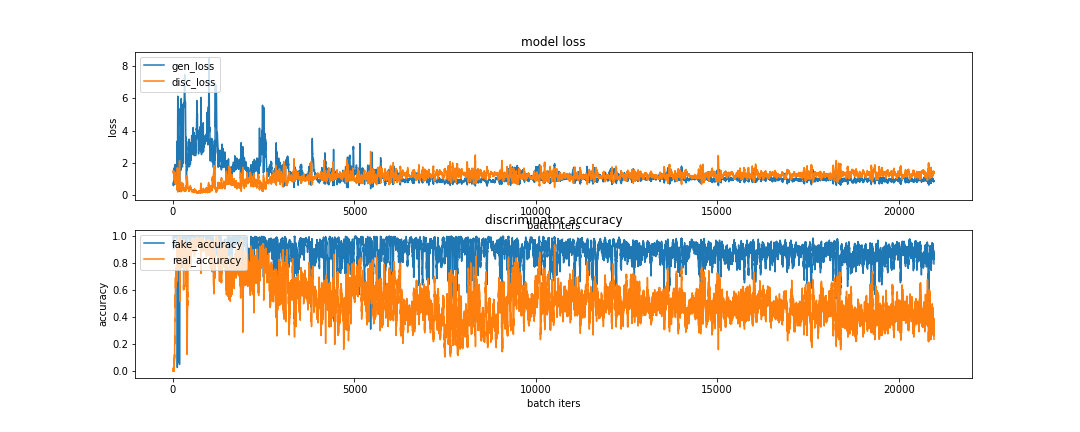 model loss
loss
8
6
4
2
0
gen_loss
disc_loss
0 5000 10000 15000 20000
batch iters
discriminator accuracy
accuracy
1.0
0.8
0.6
0.4
0.2
0.0
fake_accuracy
real_accuracy
0 5000 10000 15000 20000
batch iters